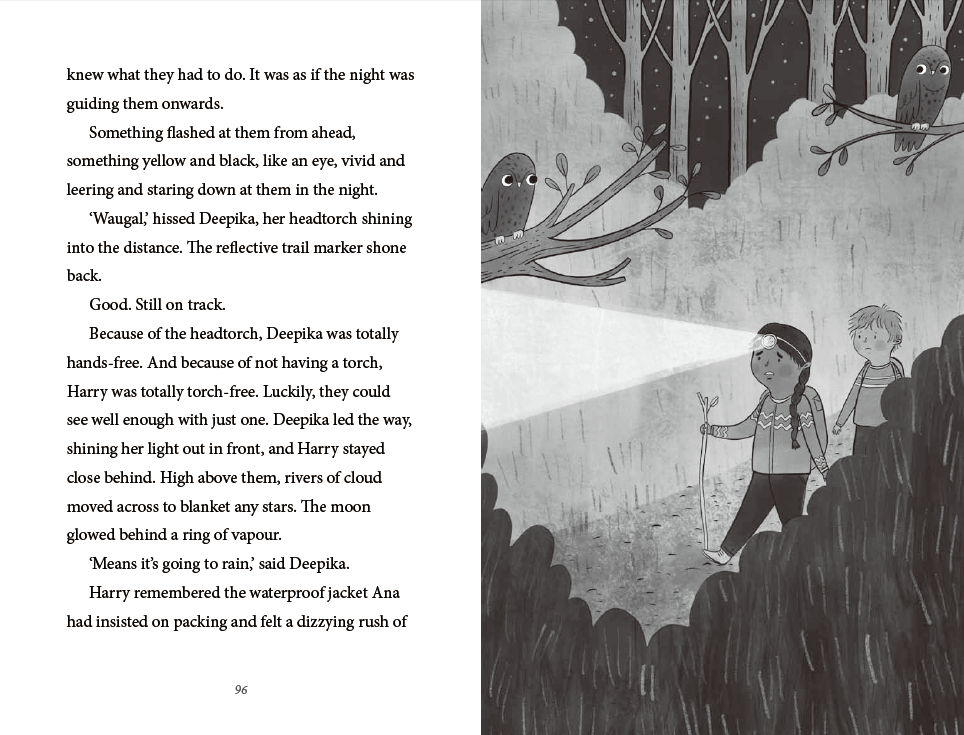 knew what they had to do. It was as if the night was
guiding them onwards.
Something flashed at them from ahead,
something yellow and black, like an eye, vivid and
leering and staring down at them in the night.
‘Waugal,’ hissed Deepika, her headtorch shining
into the distance. The reflective trail marker shone
back.
Good. Still on track.
Because of the headtorch, Deepika was totally
hands-free. And because of not having a torch,
Harry was totally torch-free. Luckily, they could
see well enough with just one. Deepika led the way,
shining her light out in front, and Harry stayed
close behind. High above them, rivers of cloud
moved across to blanket any stars. The moon
glowed behind a ring of vapour.
‘Means it’s going to rain,’ said Deepika.
Harry remembered the waterproof jacket Ana
had insisted on packing and felt a dizzying rush of
96